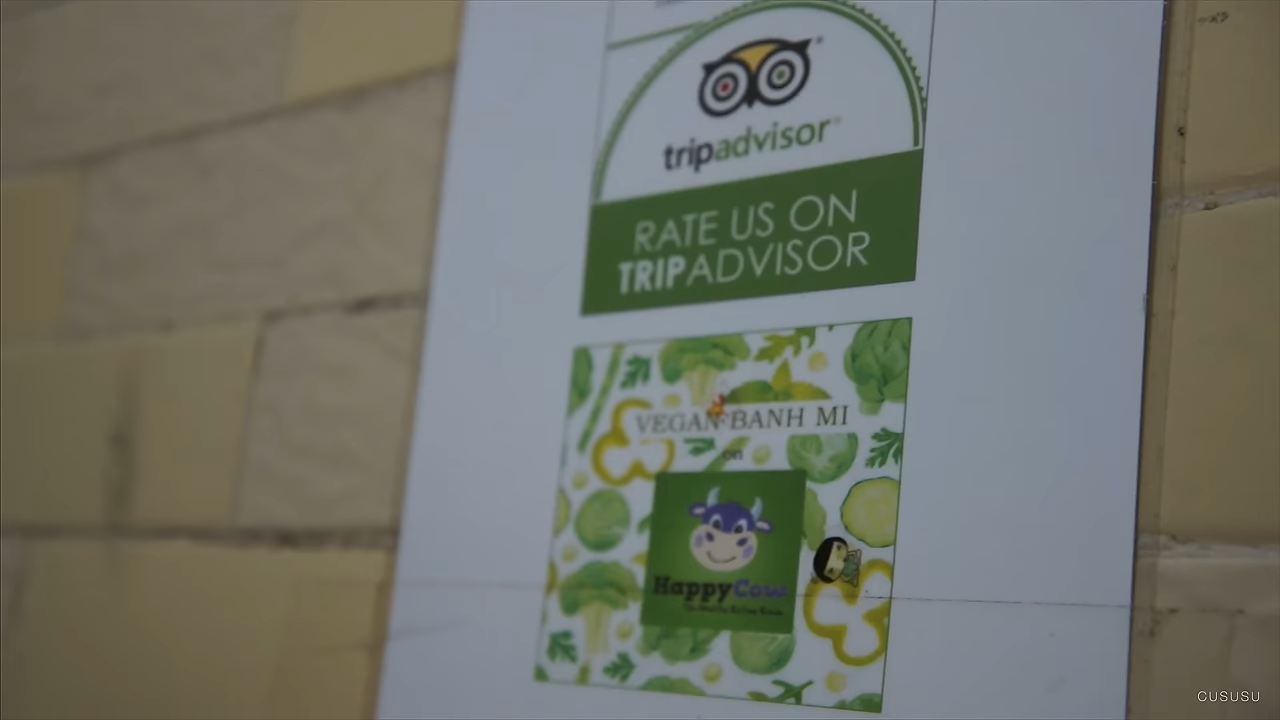 tripadvisor
RATE US ON
TRIPADVISOR
VEGAN BANH MI
on
HappyCow
CUSUSU